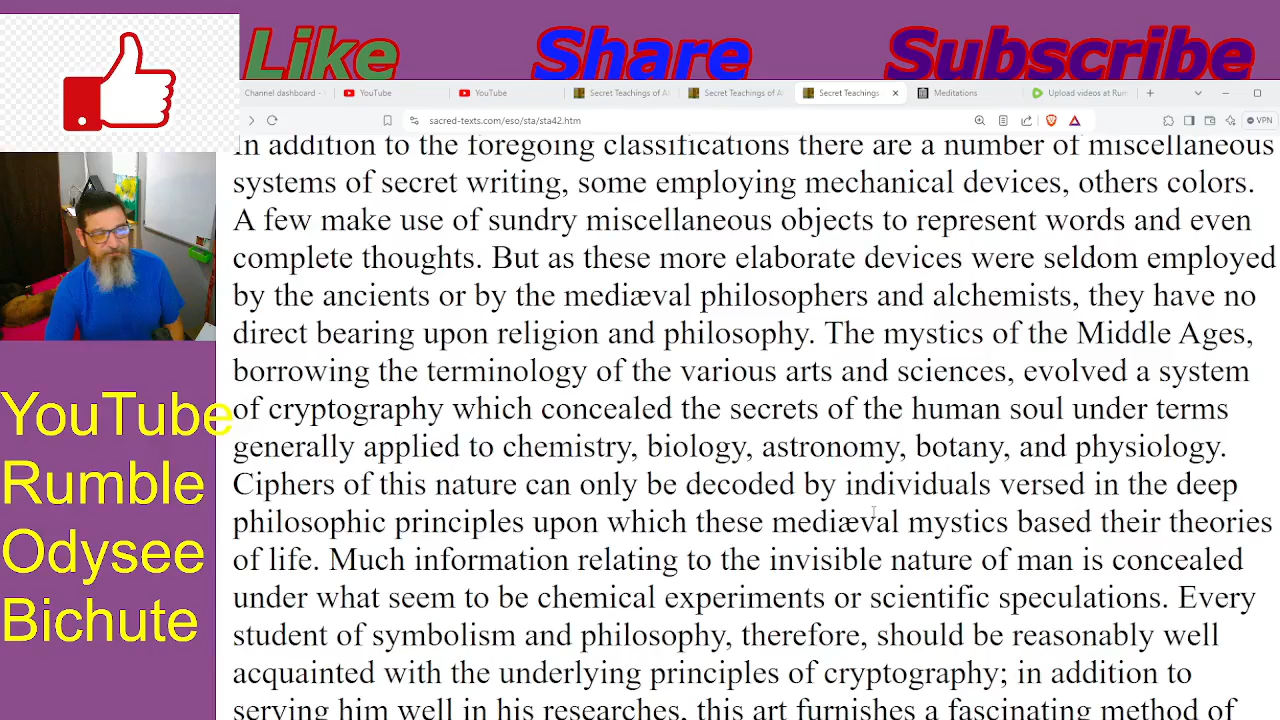 Like Share Subscribe
Channel dashboard - YouTube YouTube Secret Teachings of A Secret Teachings of A Secret Teachings Meditations Upload videos at Rum
sacred-texts.com/eso/sta/sta42.htm VPN
In addition to the foregoing classifications there are a number of miscellaneous
systems of secret writing, some employing mechanical devices, others colors.
A few make use of sundry miscellaneous objects to represent words and even
complete thoughts. But as these more elaborate devices were seldom employed
by the ancients or by the mediæval philosophers and alchemists, they have no
direct bearing upon religion and philosophy. The mystics of the Middle Ages,
borrowing the terminology of the various arts and sciences, evolved a system
of cryptography which concealed the secrets of the human soul under terms
generally applied to chemistry, biology, astronomy, botany, and physiology.
Ciphers of this nature can only be decoded by individuals versed in the deep
philosophic principles upon which these mediæval mystics based their theories
of life. Much information relating to the invisible nature of man is concealed
under what seem to be chemical experiments or scientific speculations. Every
student of symbolism and philosophy, therefore, should be reasonably well
acquainted with the underlying principles of cryptography; in addition to
serving him well in his researches, this art furnishes a fascinating method of
YouTube
Rumble
Odysee
Bichute